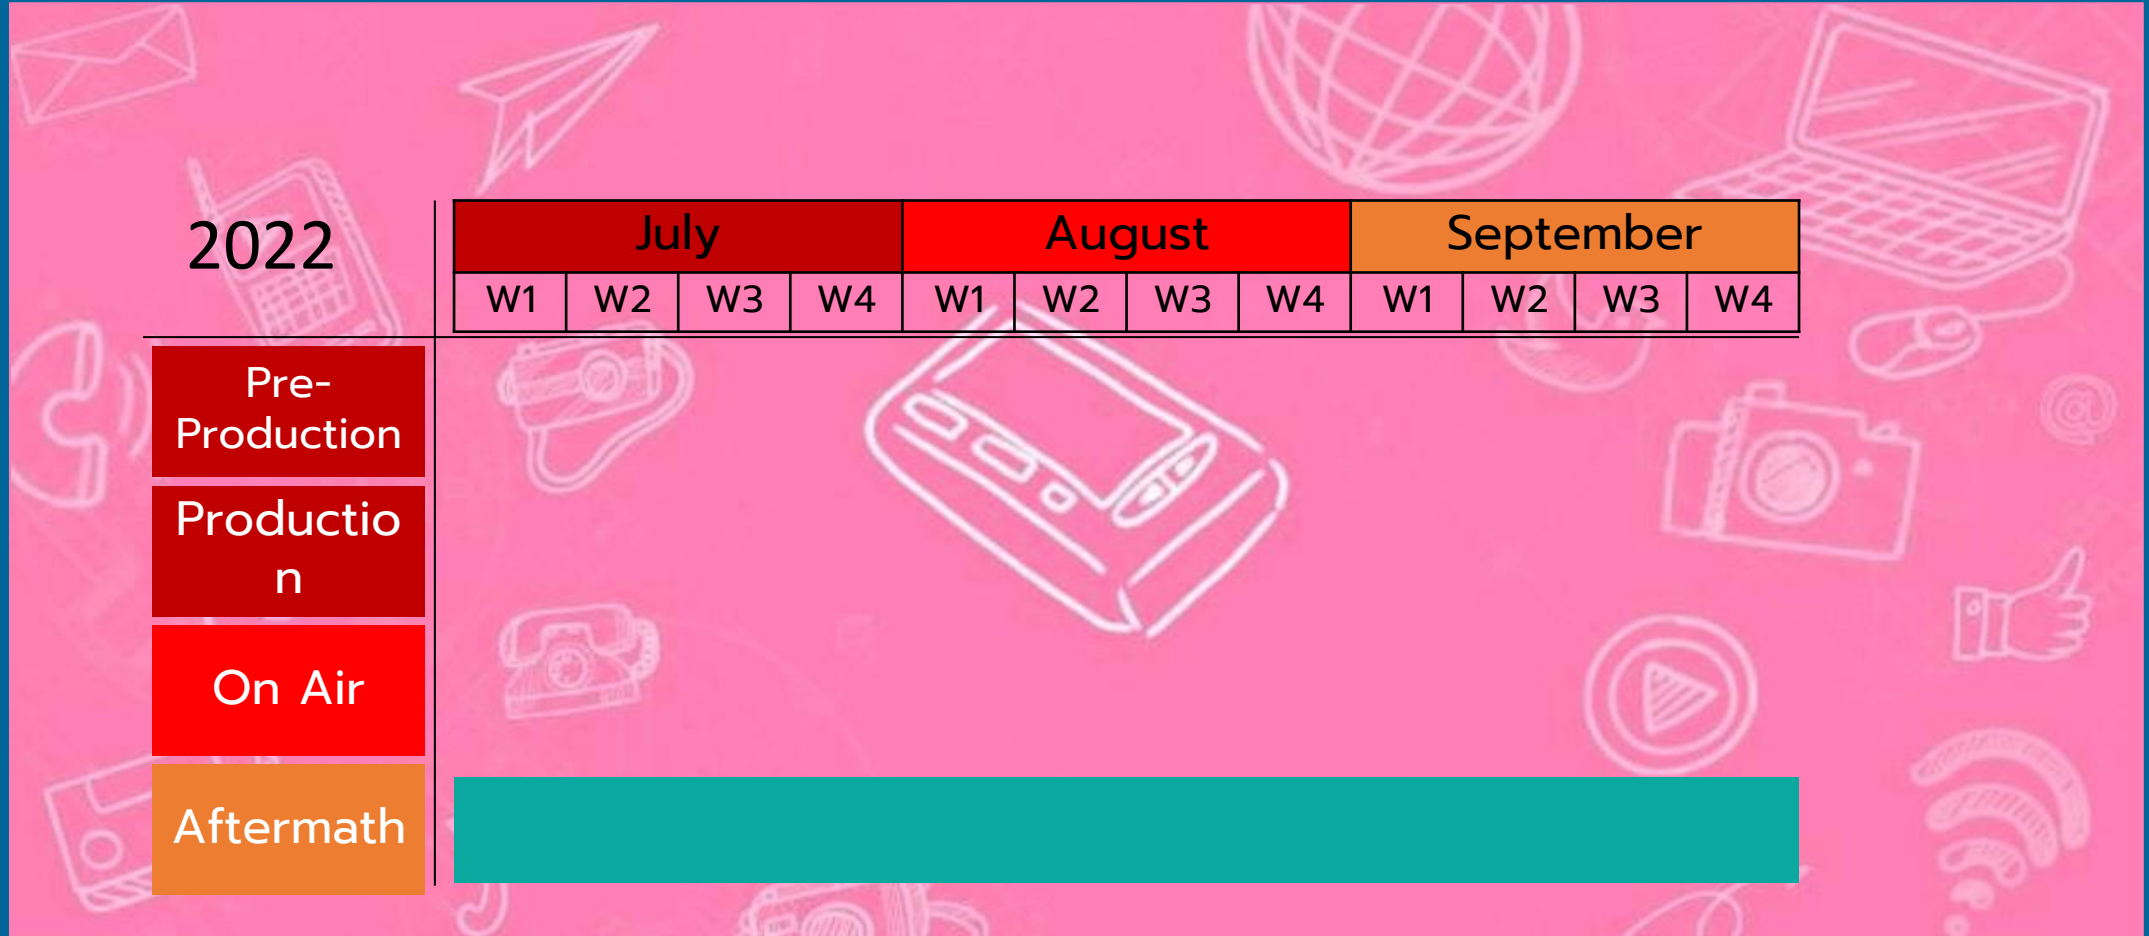 2022
July August September
W1 W2 W3 W4 W1 W2 W3 W4 W1 W2 W3 W4
Pre-
Production
Productio
n
On Air
Aftermath
@